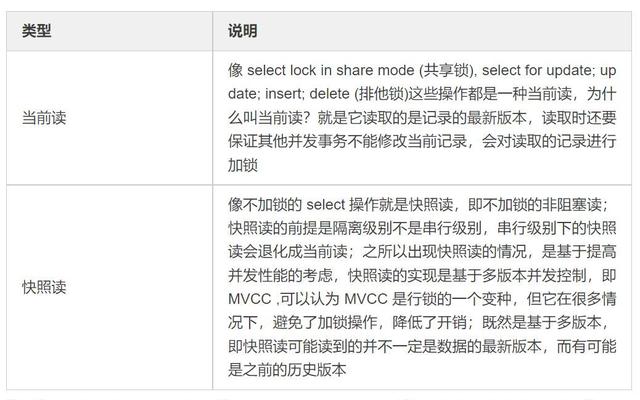 类型
说明
当前读
像 select lock in share mode (共享锁), select for update; up
date; insert; delete (排他锁)这些操作都是一种当前读，为什
么叫当前读？就是它读取的是记录的最新版本，读取时还要
保证其他并发事务不能修改当前记录，会对读取的记录进行
加锁
快照读
像不加锁的 select 操作就是快照读，即不加锁的非阻塞读；
快照读的前提是隔离级别不是串行级别，串行级别下的快照
读会退化成当前读；之所以出现快照读的情况，是基于提高
并发性能的考虑，快照读的实现是基于多版本并发控制，即
MVCC ,可以认为 MVCC 是行锁的一个变种，但它在很多情
况下，避免了加锁操作，降低了开销；既然是基于多版本，
即快照读可能读到的并不一定是数据的最新版本，而有可能
是之前的历史版本